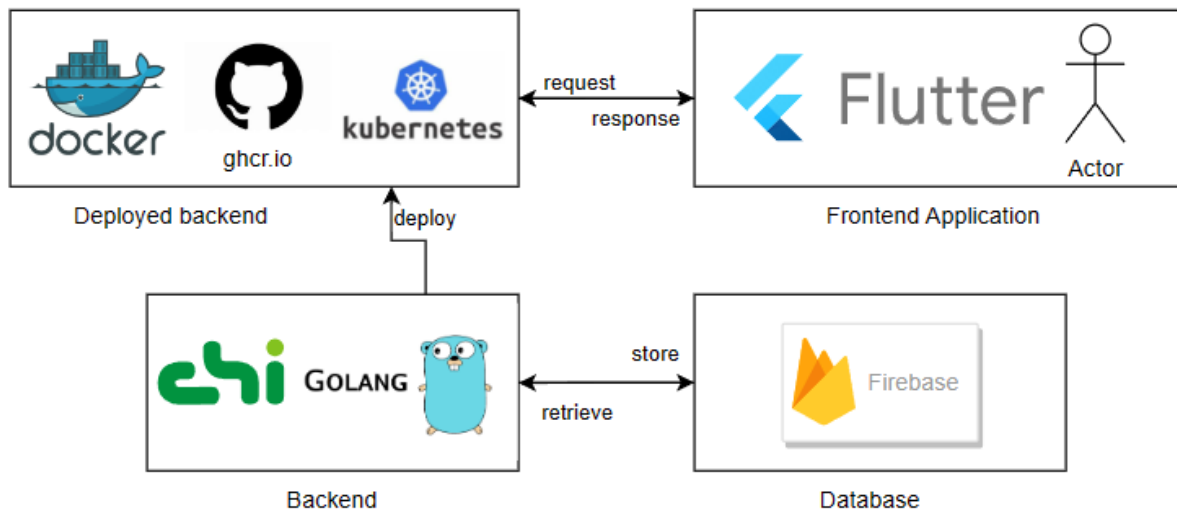 docker
ghcr.io
kubernetes
request
response
Flutter
Actor
Deployed backend
deploy
Frontend Application
chi
GOLANG
store
retrieve
Firebase
Backend
Database